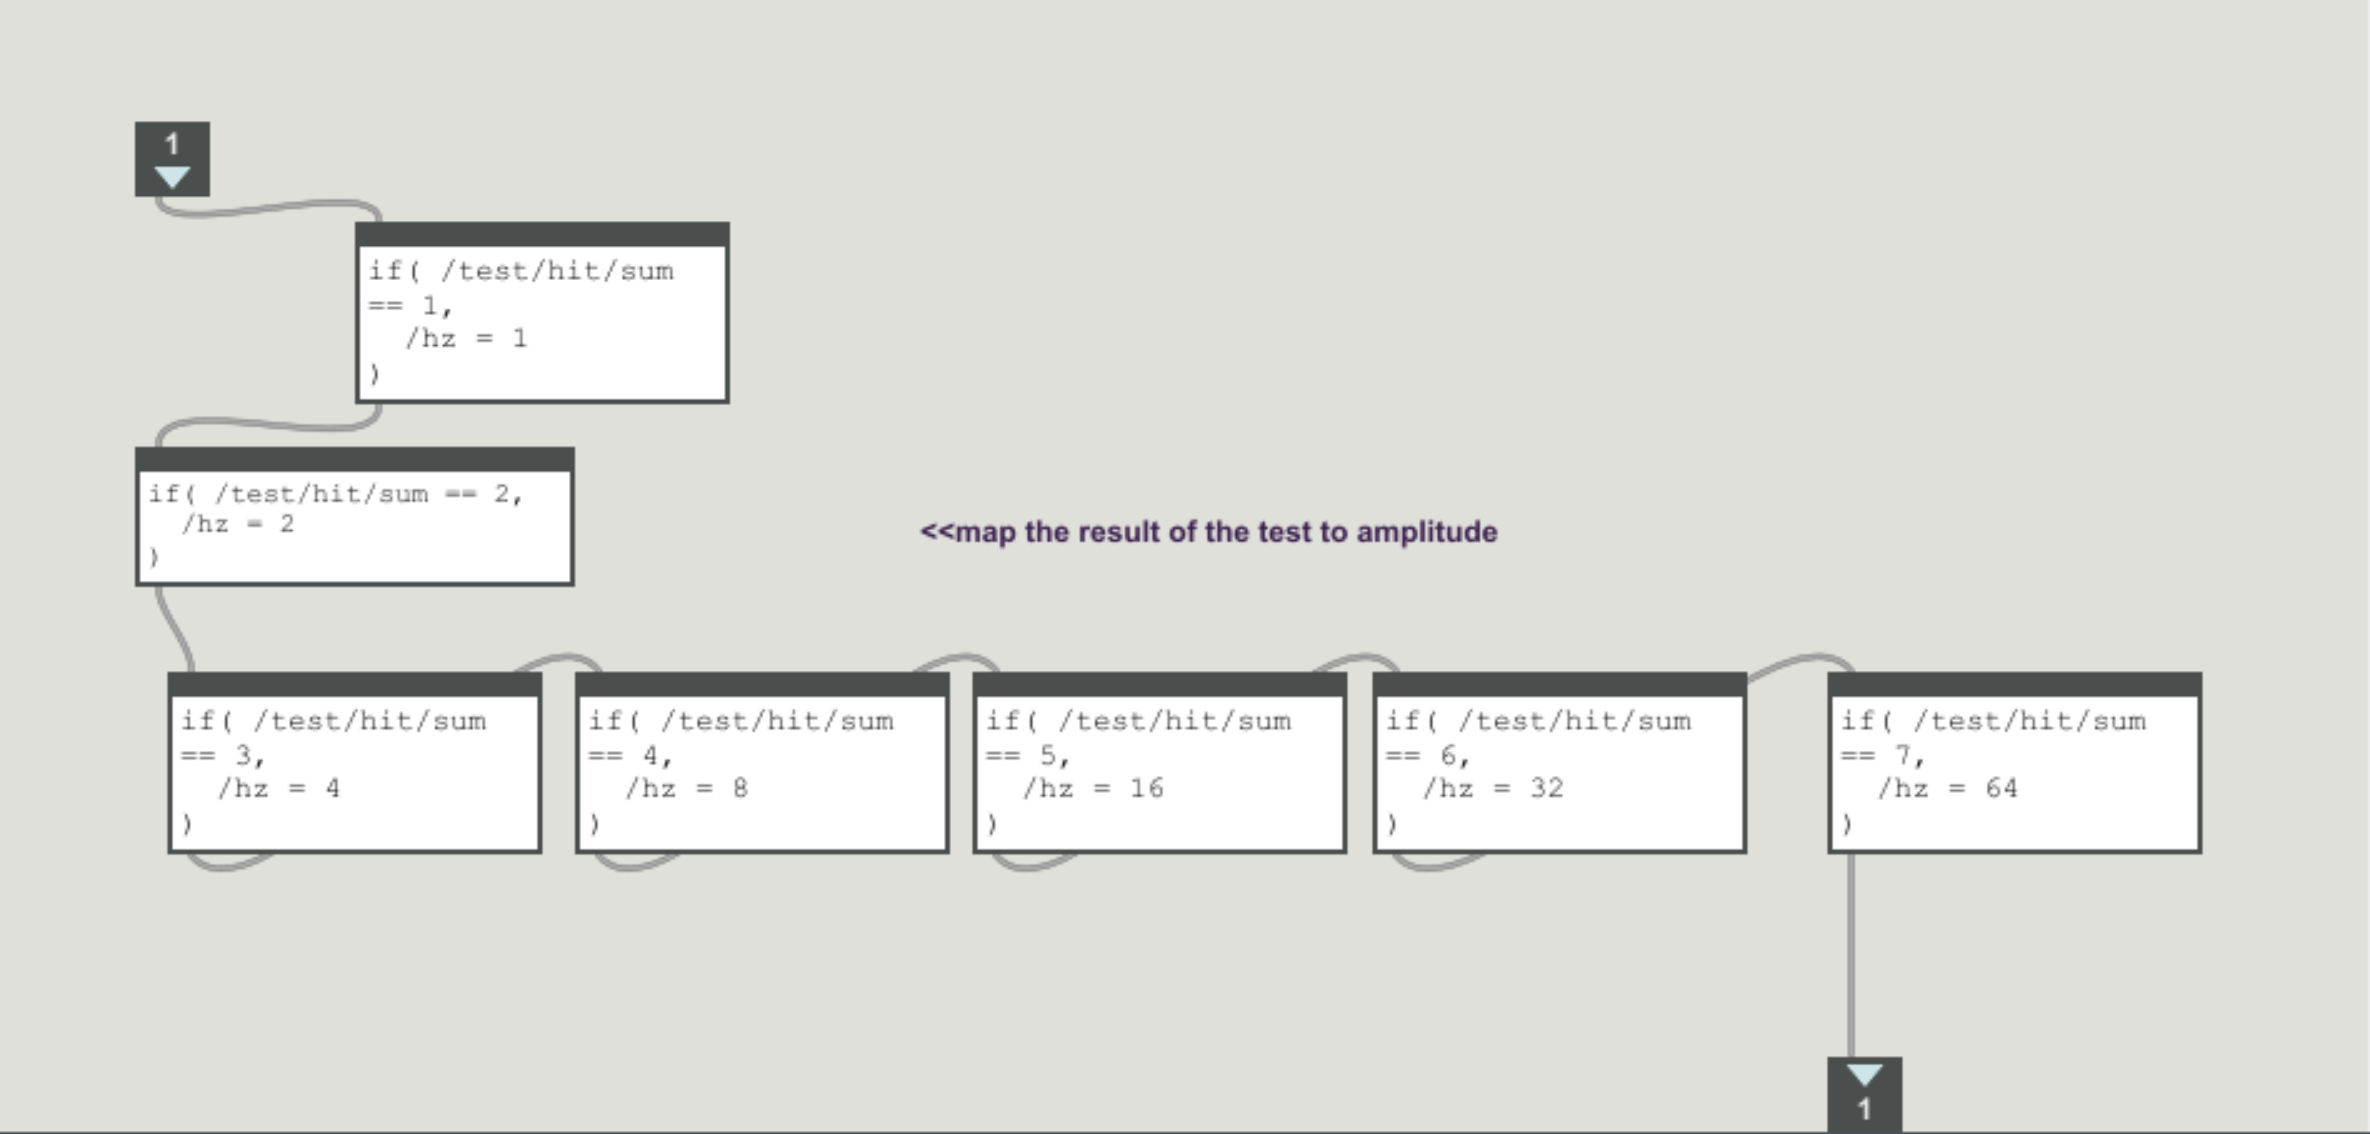 1
if( /test/hit/sum
== 1,
  /hz = 1
)
if( /test/hit/sum == 2,
  /hz = 2
)
<<map the result of the test to amplitude
if( /test/hit/sum
== 3,
  /hz = 4
)
if( /test/hit/sum
== 4,
  /hz = 8
)
if( /test/hit/sum
== 5,
  /hz = 16
)
if( /test/hit/sum
== 6,
  /hz = 32
)
if( /test/hit/sum
== 7,
  /hz = 64
)
1